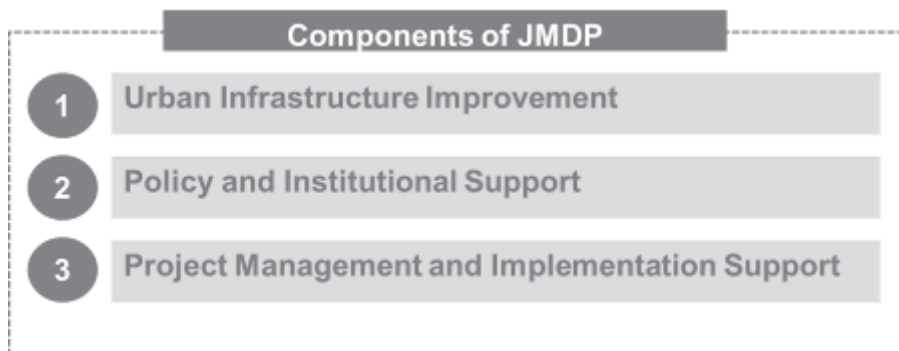 Components of JMDP
1 Urban Infrastructure Improvement
2 Policy and Institutional Support
3 Project Management and Implementation Support